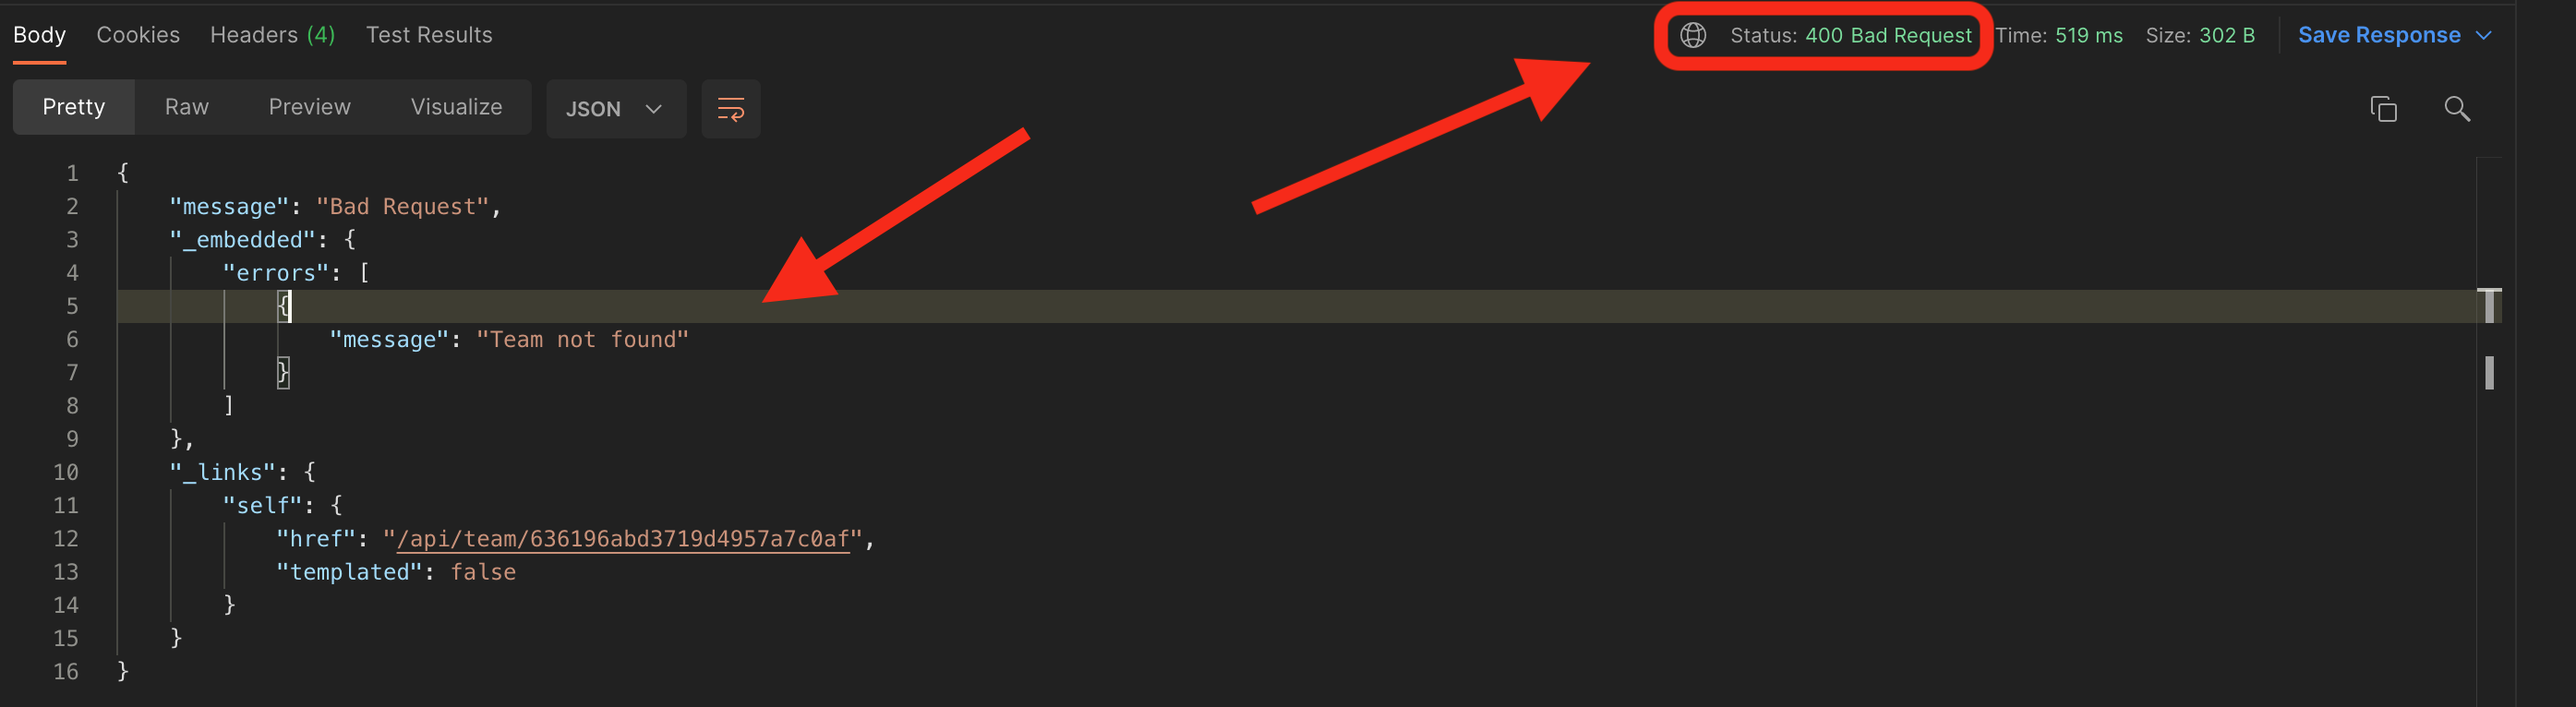 Body Cookies Headers (4) Test Results Status: 400 Bad Request Time: 519 ms Size: 302 B Save Response
Pretty Raw Preview Visualize JSON
1 {
2 "message": "Bad Request",
3 "_embedded": {
4 "errors": [
5 {
6 "message": "Team not found"
7 }
8 ]
9 },
10 "_links": {
11 "self": {
12 "href": "/api/team/636196abd3719d4957a7c0af",
13 "templated": false
14 }
15 }
16 }